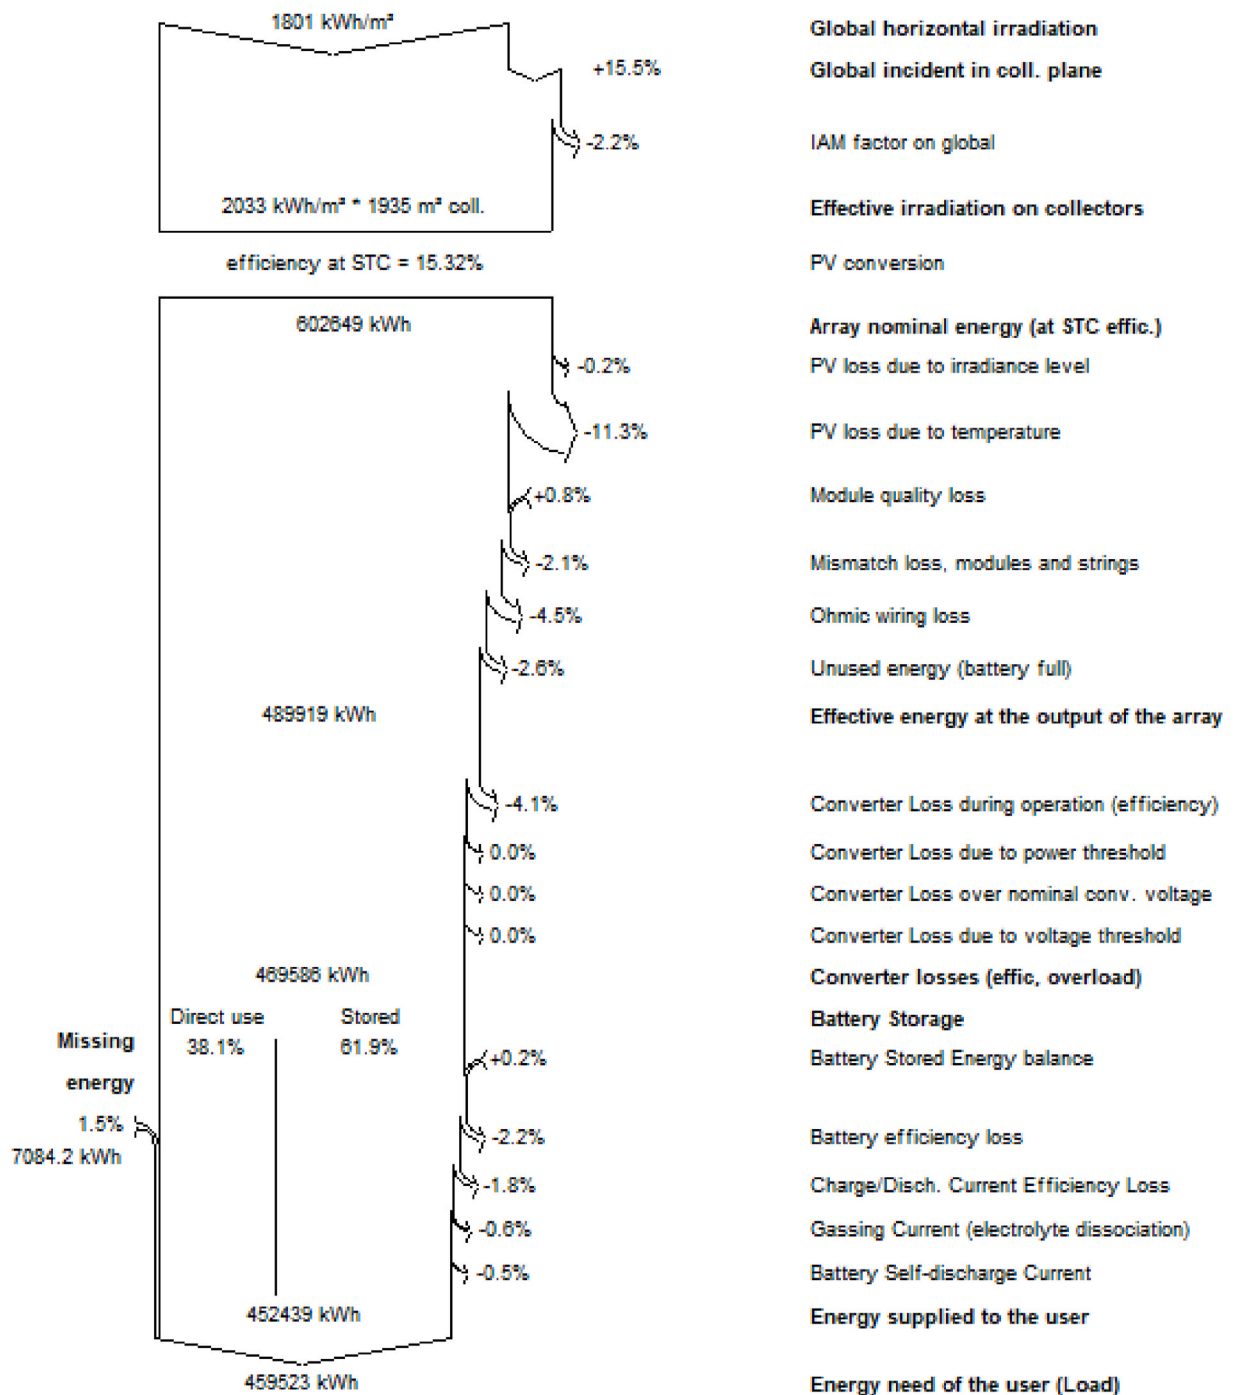 1801 kWh/m²
Global horizontal irradiation
+15.5%
Global incident in coll. plane
-2.2%
IAM factor on global
2033 kWh/m² * 1935 m² coll.
Effective irradiation on collectors
efficiency at STC = 15.32%
PV conversion
602649 kWh
Array nominal energy (at STC effic.)
-0.2%
PV loss due to irradiance level
-11.3%
PV loss due to temperature
+0.8%
Module quality loss
-2.1%
Mismatch loss, modules and strings
-4.5%
Ohmic wiring loss
-2.6%
Unused energy (battery full)
489919 kWh
Effective energy at the output of the array
-4.1%
Converter Loss during operation (efficiency)
0.0%
Converter Loss due to power threshold
0.0%
Converter Loss over nominal conv. voltage
0.0%
Converter Loss due to voltage threshold
469586 kWh
Converter losses (effic, overload)
Direct use
Stored
Battery Storage
Missing
38.1%
61.9%
+0.2%
Battery Stored Energy balance
energy
1.5%
-2.2%
Battery efficiency loss
7084.2 kWh
-1.8%
Charge/Disch. Current Efficiency Loss
-0.6%
Gassing Current (electrolyte dissociation)
-0.5%
Battery Self-discharge Current
452439 kWh
Energy supplied to the user
459523 kWh
Energy need of the user (Load)